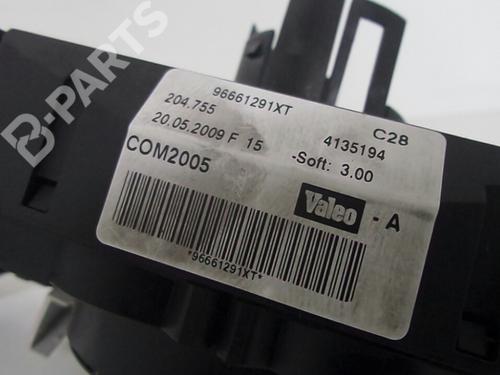 B-PARTS
96661291XT
204.755 C28
20.05.2009 F 15 4135194
COM2005 -Soft: 3.00
Valeo - A
*96661291XT*